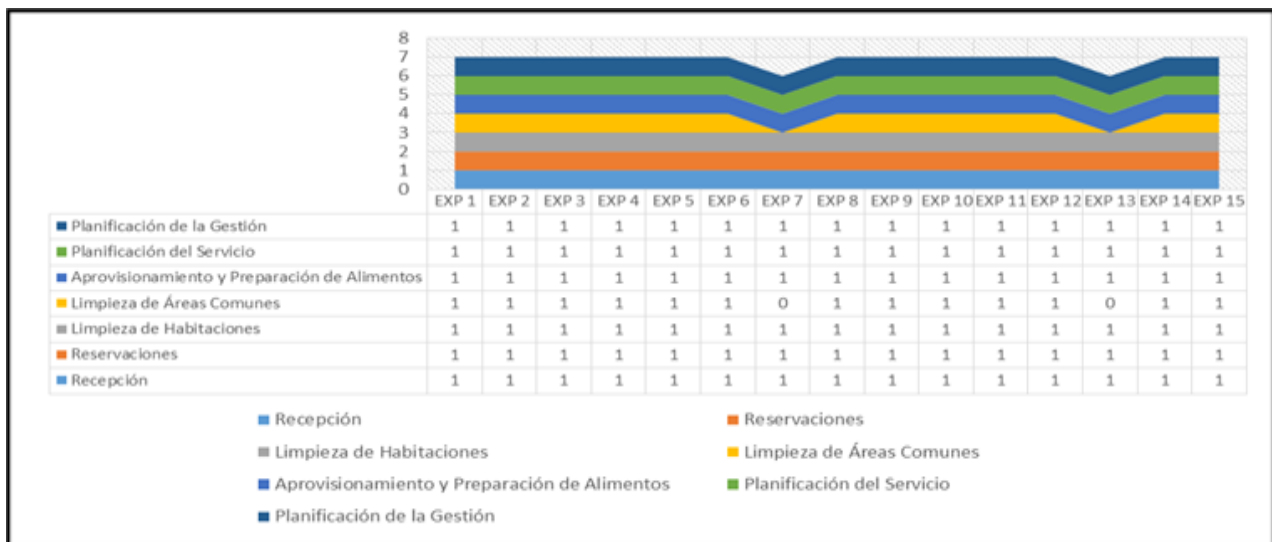 8
7
6
5
4
3
2
1
0
EXP 1 EXP 2 EXP 3 EXP 4 EXP 5 EXP 6 EXP 7 EXP 8 EXP 9 EXP 10 EXP 11 EXP 12 EXP 13 EXP 14 EXP 15
Planificación de la Gestión 1 1 1 1 1 1 1 1 1 1 1 1 1 1 1
Planificación del Servicio 1 1 1 1 1 1 1 1 1 1 1 1 1 1 1
Aprovisionamiento y Preparación de Alimentos 1 1 1 1 1 1 1 1 1 1 1 1 1 1 1
Limpieza de Áreas Comunes 1 1 1 1 1 1 0 1 1 1 1 1 0 1 1
Limpieza de Habitaciones 1 1 1 1 1 1 1 1 1 1 1 1 1 1 1
Reservaciones 1 1 1 1 1 1 1 1 1 1 1 1 1 1 1
Recepción 1 1 1 1 1 1 1 1 1 1 1 1 1 1 1
Recepción Reservaciones
Limpieza de Habitaciones Limpieza de Áreas Comunes
Aprovisionamiento y Preparación de Alimentos Planificación del Servicio
Planificación de la Gestión